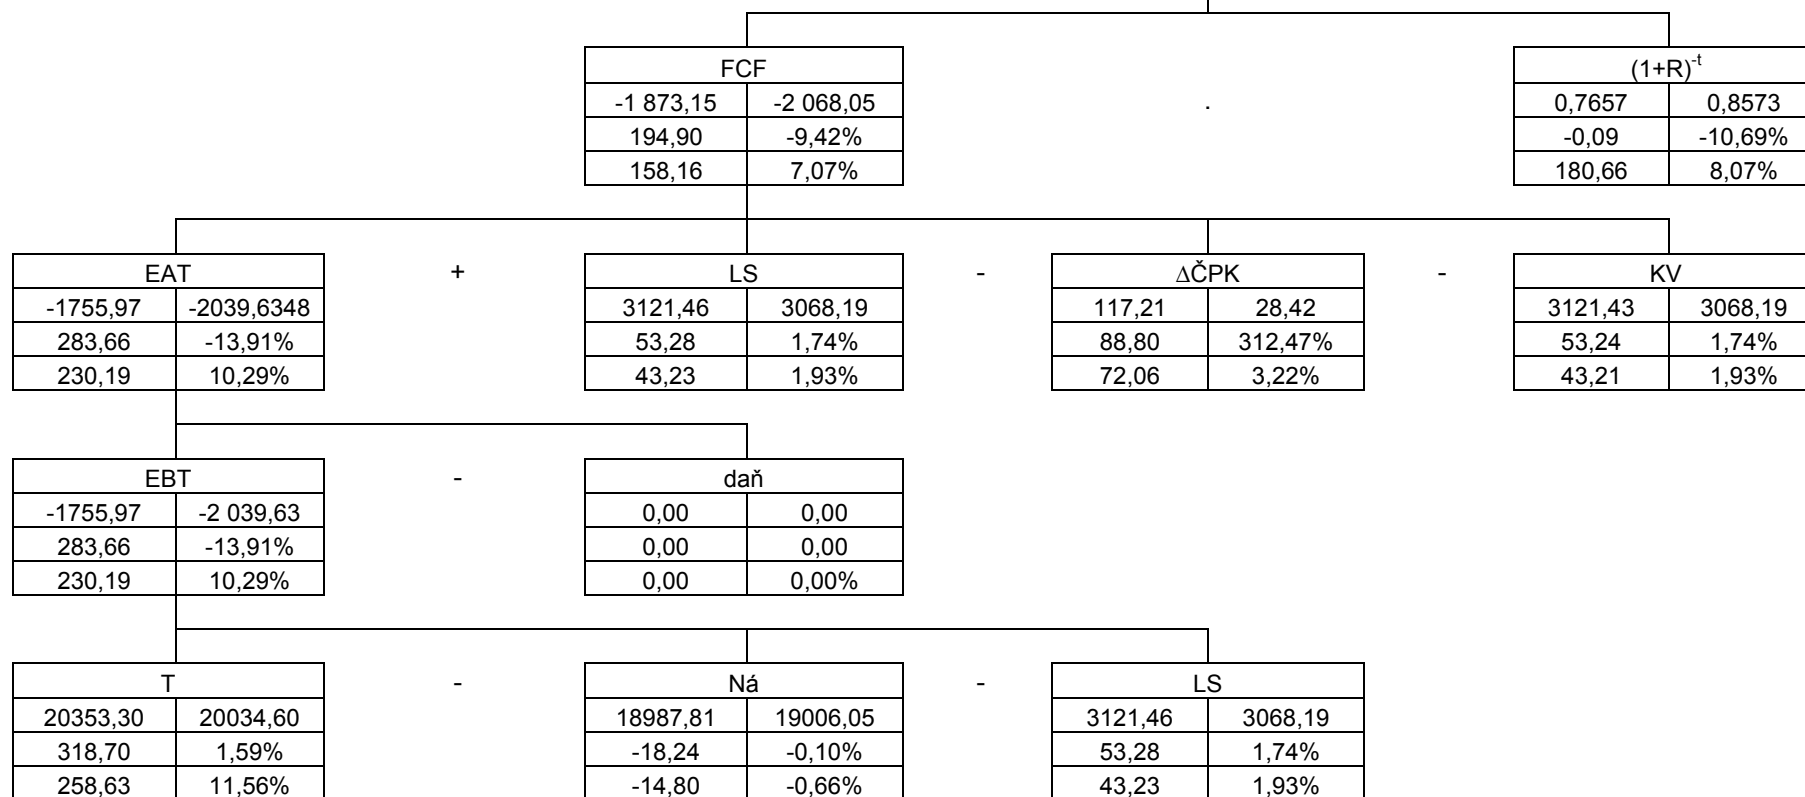 FCF (1+R)⁻ᵗ
-1 873,15 -2 068,05 . 0,7657 0,8573
194,90 -9,42% -0,09 -10,69%
158,16 7,07% 180,66 8,07%
EAT + LS - ∆ČPK - KV
-1755,97 -2039,6348 3121,46 3068,19 117,21 28,42 3121,43 3068,19
283,66 -13,91% 53,28 1,74% 88,80 312,47% 53,24 1,74%
230,19 10,29% 43,23 1,93% 72,06 3,22% 43,21 1,93%
EBT - daň
-1755,97 -2 039,63 0,00 0,00
283,66 -13,91% 0,00 0,00
230,19 10,29% 0,00 0,00%
T - Ná - LS
20353,30 20034,60 18987,81 19006,05 3121,46 3068,19
318,70 1,59% -18,24 -0,10% 53,28 1,74%
258,63 11,56% -14,80 -0,66% 43,23 1,93%